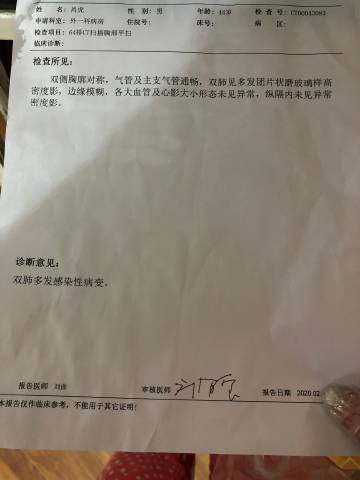 姓 名: 吕虎 性 别: 男 年龄: 44岁 检 查 号: CT00043083
申请科室: 外一科病房 住院号: 床号: 病 区:
检查项目: 64排CT扫描胸部平扫
临床诊断:
检查所见:
双侧胸廓对称，气管及主支气管通畅，双肺见多发团片状磨玻璃样高
密度影，边缘模糊，各大血管及心影大小形态未见异常，纵隔内未见异常
密度影。
诊断意见:
双肺多发感染性病变。
报告医师 审核医师 报告日期 2020.02
本报告仅作临床参考，不能用于其它证明!